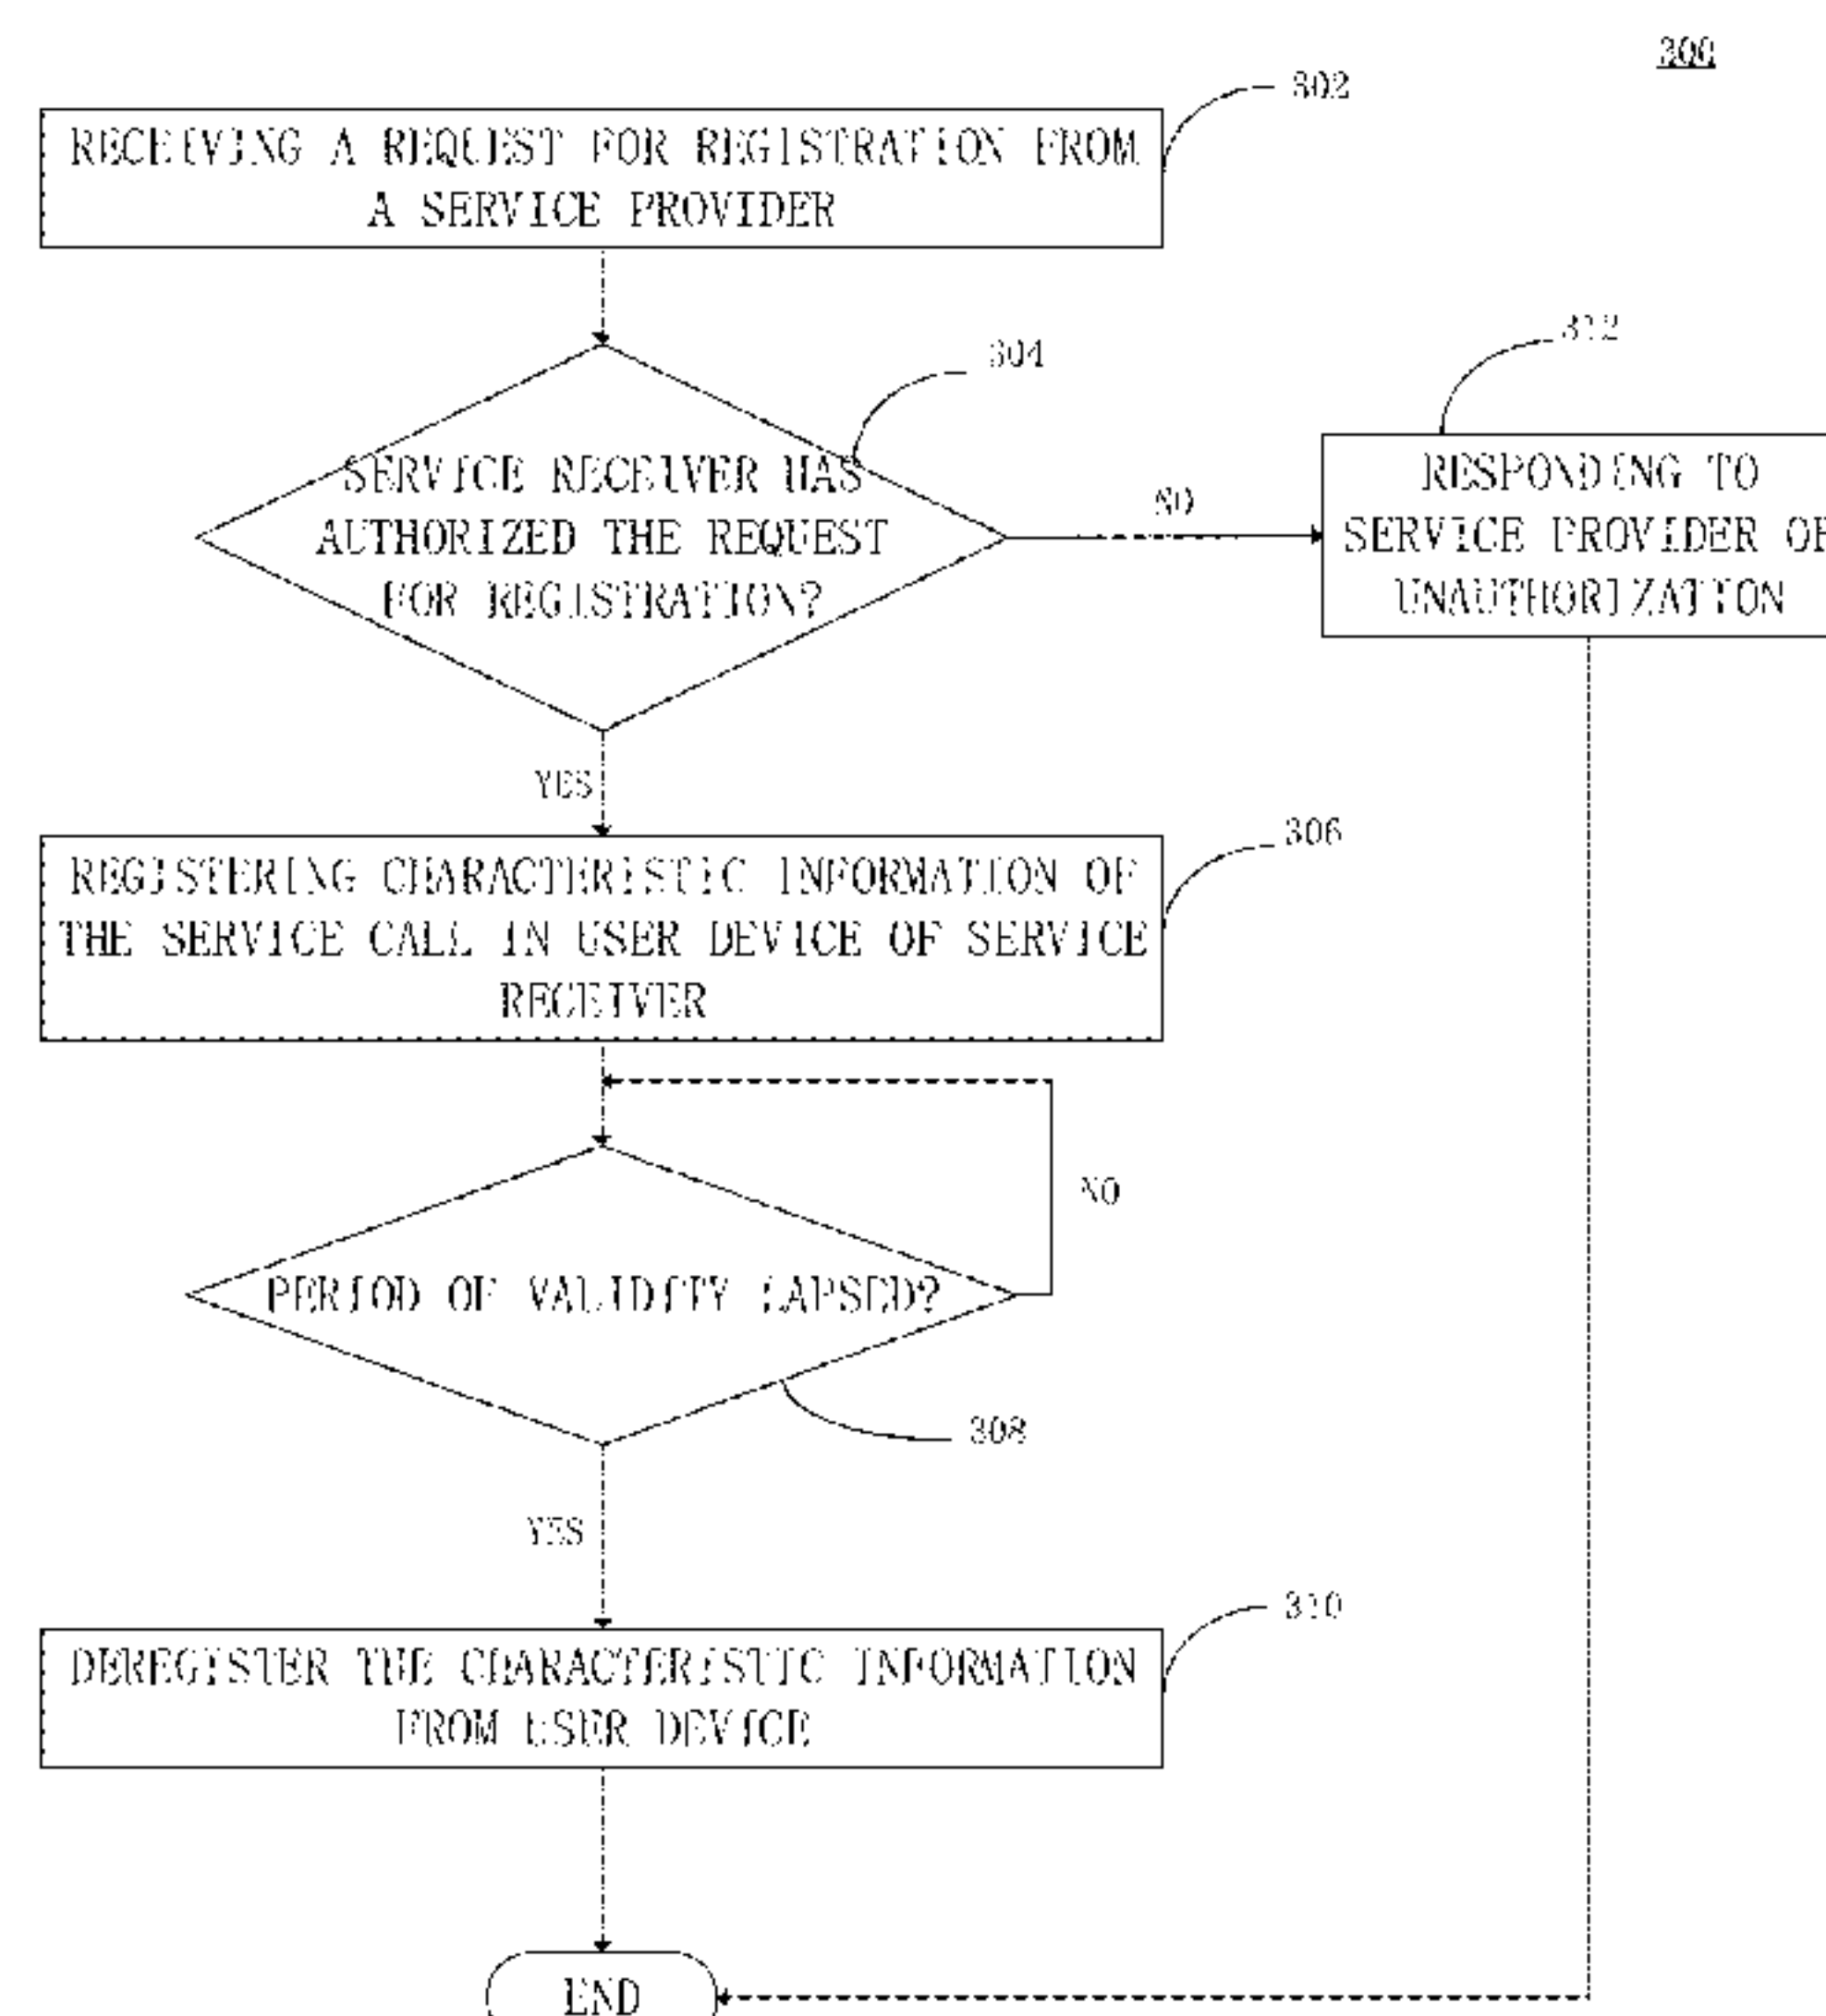 300
302
RECEIVING A REQUEST FOR REGISTRATION FROM
A SERVICE PROVIDER
304
312
SERVICE RECEIVER HAS
AUTHORIZED THE REQUEST
FOR REGISTRATION?
NO
RESPONDING TO
SERVICE PROVIDER OF
UNAUTHORIZATION
YES
306
REGISTERING CHARACTERISTIC INFORMATION OF
THE SERVICE CALL IN USER DEVICE OF SERVICE
RECEIVER
NO
PERIOD OF VALIDITY LAPSED?
308
YES
310
DEREGISTER THE CHARACTERISTIC INFORMATION
FROM USER DEVICE
END